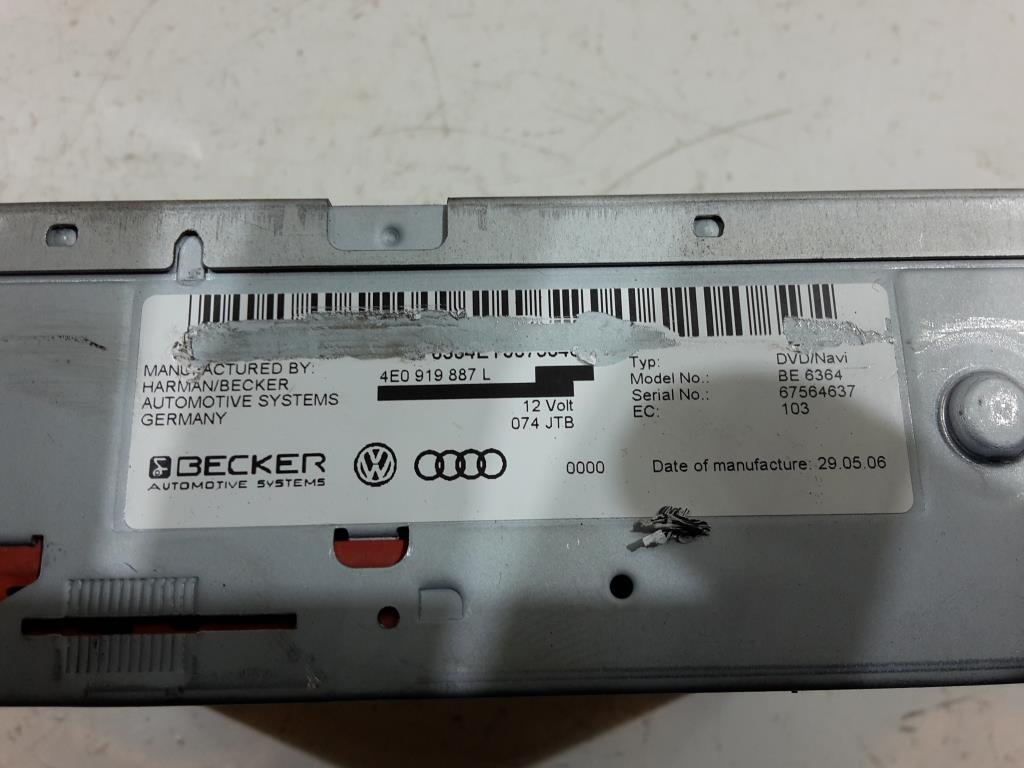 MANUFACTURED BY:
HARMAN/BECKER
AUTOMOTIVE SYSTEMS
GERMANY
4E0 919 887 L
12 Volt
074 JTB
Typ: DVD/Navi
Model No.: BE 6364
Serial No.: 67564637
EC: 103
BECKER
AUTOMOTIVE SYSTEMS
0000
Date of manufacture: 29.05.06